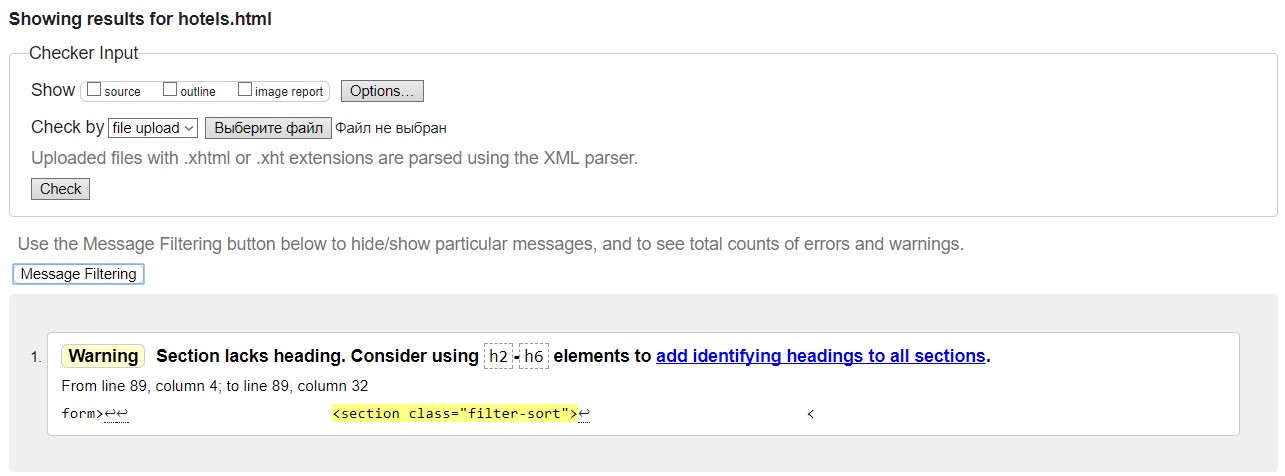 Showing results for hotels.html
Checker Input
Show source outline image report Options...
Check by file upload Выберите файл Файл не выбран
Uploaded files with .xhtml or .xht extensions are parsed using the XML parser.
Check
Use the Message Filtering button below to hide/show particular messages, and to see total counts of errors and warnings.
Message Filtering
1. Warning Section lacks heading. Consider using h2-h6 elements to add identifying headings to all sections.
From line 89, column 4; to line 89, column 32
form>↩↩ <section class="filter-sort">↩ <